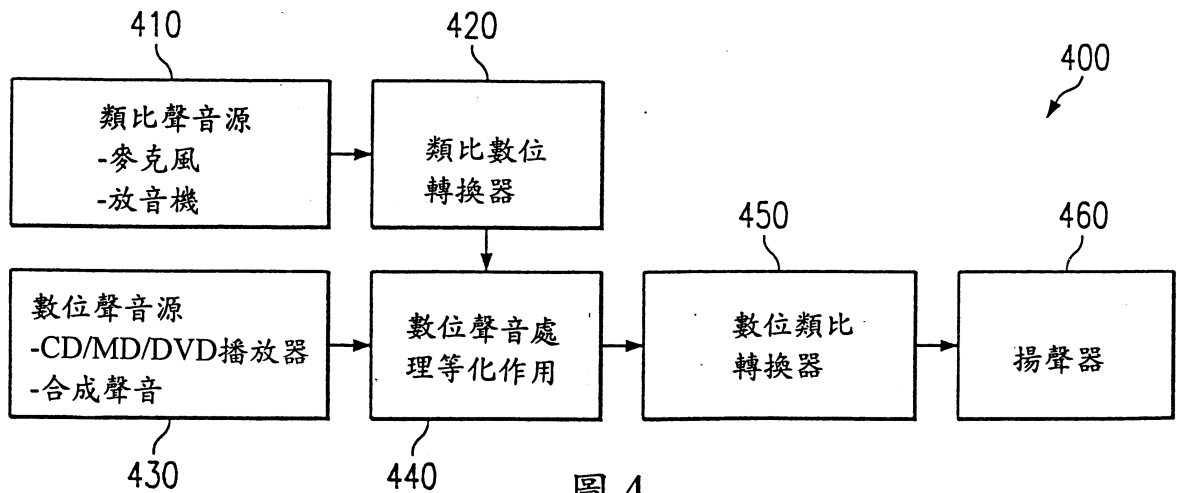 410
420
400
類比聲音源
-麥克風
-放音機
類比數位
轉換器
450
460
數位聲音源
-CD/MD/DVD播放器
-合成聲音
數位聲音處
理等化作用
數位類比
轉換器
揚聲器
430
440
圖 4